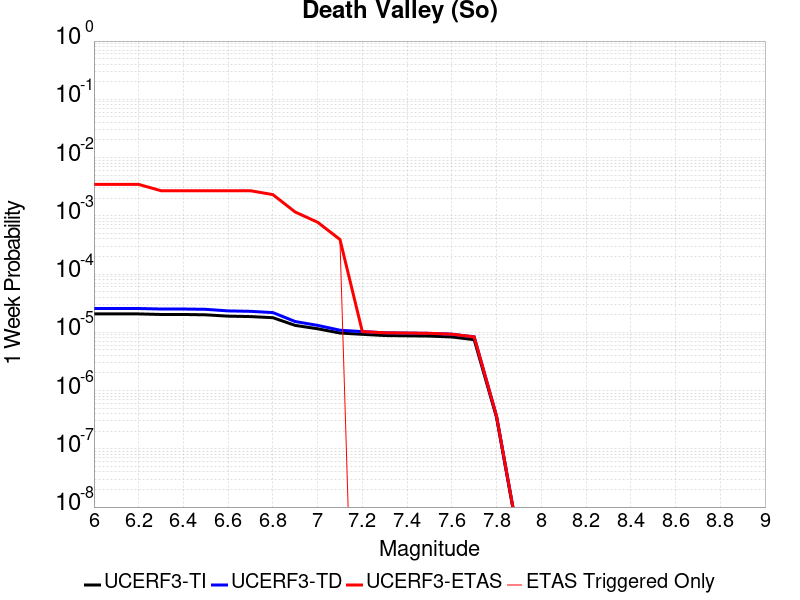 Death Valley (So)
1 Week Probability
10^0
10^-1
10^-2
10^-3
10^-4
10^-5
10^-6
10^-7
10^-8
6 6.2 6.4 6.6 6.8 7 7.2 7.4 7.6 7.8 8 8.2 8.4 8.6 8.8 9
Magnitude
UCERF3-TI UCERF3-TD UCERF3-ETAS ETAS Triggered Only